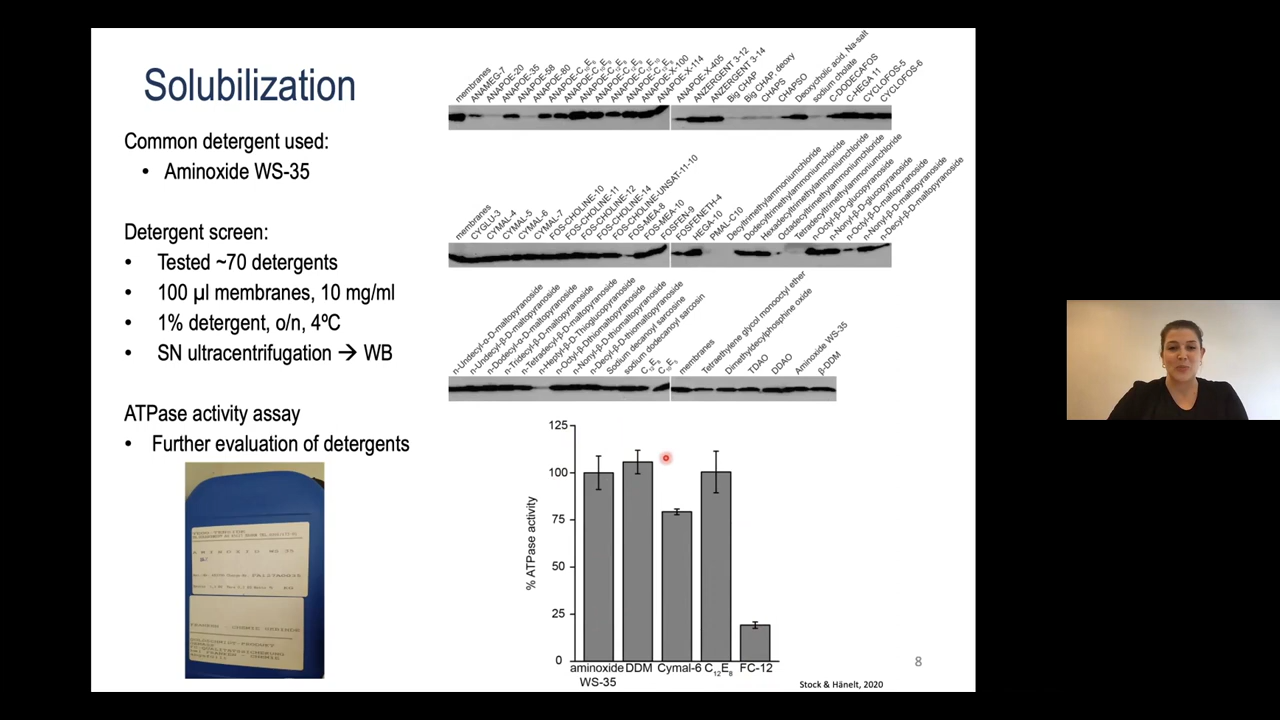 Solubilization
Common detergent used:
• Aminoxide WS-35
Detergent screen:
• Tested ~70 detergents
• 100 µl membranes, 10 mg/ml
• 1% detergent, o/n, 4ºC
• SN ultracentrifugation → WB
ATPase activity assay
• Further evaluation of detergents
membranes
ANAMEG-7
ANAPOE-20
ANAPOE-35
ANAPOE-58
ANAPOE-80
ANAPOE-X-100
ANAPOE-X-114
ANAPOE-X-405
ANZERGENT 3-12
ANZERGENT 3-14
Big CHAP
Big CHAP, deoxy
CHAPS
CHAPSO
Deoxycholic acid, Na-salt
sodium cholate
C-DODECAFOS
C-HEGA 11
CYCLOFOS-5
CYCLOFOS-6
membranes
CYGLU-3
CYMAL-4
CYMAL-5
CYMAL-6
CYMAL-7
FOS-CHOLINE-10
FOS-CHOLINE-11
FOS-CHOLINE-12
FOS-CHOLINE-14
FOS-CHOLINE-UNSAT-11-10
FOS-MEA-8
FOS-MEA-10
FOSFEN-9
FOSFENETH-4
HEGA-10
PMAL-C10
Decyltrimethylammoniumchloride
Dodecyltrimethylammoniumchloride
Hexadecyltrimethylammoniumchloride
Octadecyltrimethylammoniumchloride
Tetradecyltrimethylammoniumchloride
n-Octyl-β-D-glucopyranoside
n-Nonyl-β-D-glucopyranoside
n-Octyl-β-D-maltopyranoside
n-Nonyl-β-D-maltopyranoside
n-Decyl-β-D-maltopyranoside
n-Undecyl-α-D-maltopyranoside
n-Undecyl-β-D-maltopyranoside
n-Dodecyl-α-D-maltopyranoside
n-Tridecyl-β-D-maltopyranoside
n-Tetradecyl-β-D-maltopyranoside
n-Heptyl-β-D-Thioglucopyranoside
n-Octyl-β-Dthiomaltopyranoside
n-Nonyl-β-D-thiomaltopyranoside
n-Decyl-β-D-thiomaltopyranoside
Sodium decanoyl sarcosine
sodium dodecanoyl sarcosin
membranes
Tetraethylene glycol monooctyl ether
Dimethyldecylphosphine oxide
TDAO
DDAO
Aminoxide WS-35
β-DDM
% ATPase activity
125
100
75
50
25
0
aminoxide WS-35
DDM
Cymal-6
C12E8
FC-12
8
Stock & Hänelt, 2020